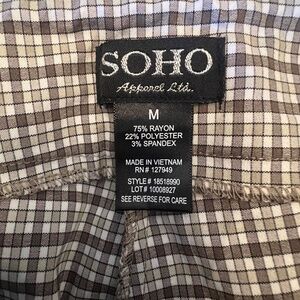 SOHO
Apparel Ltd.
M
75% RAYON
22% POLYESTER
3% SPANDEX
MADE IN VIETNAM
RN# 127949
STYLE# 18518990
LOT# 10008927
SEE REVERSE FOR CARE